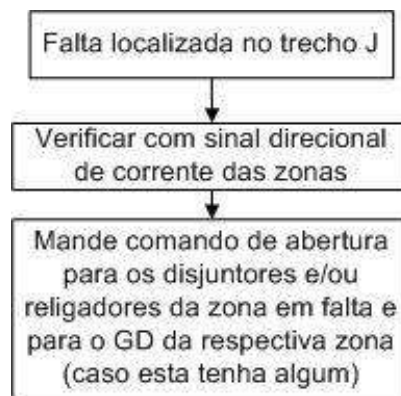 Falta localizada no trecho J
Verificar com sinal direcional
de corrente das zonas
Mande comando de abertura
para os disjuntores e/ou
religadores da zona em falta e
para o GD da respectiva zona
(caso esta tenha algum)